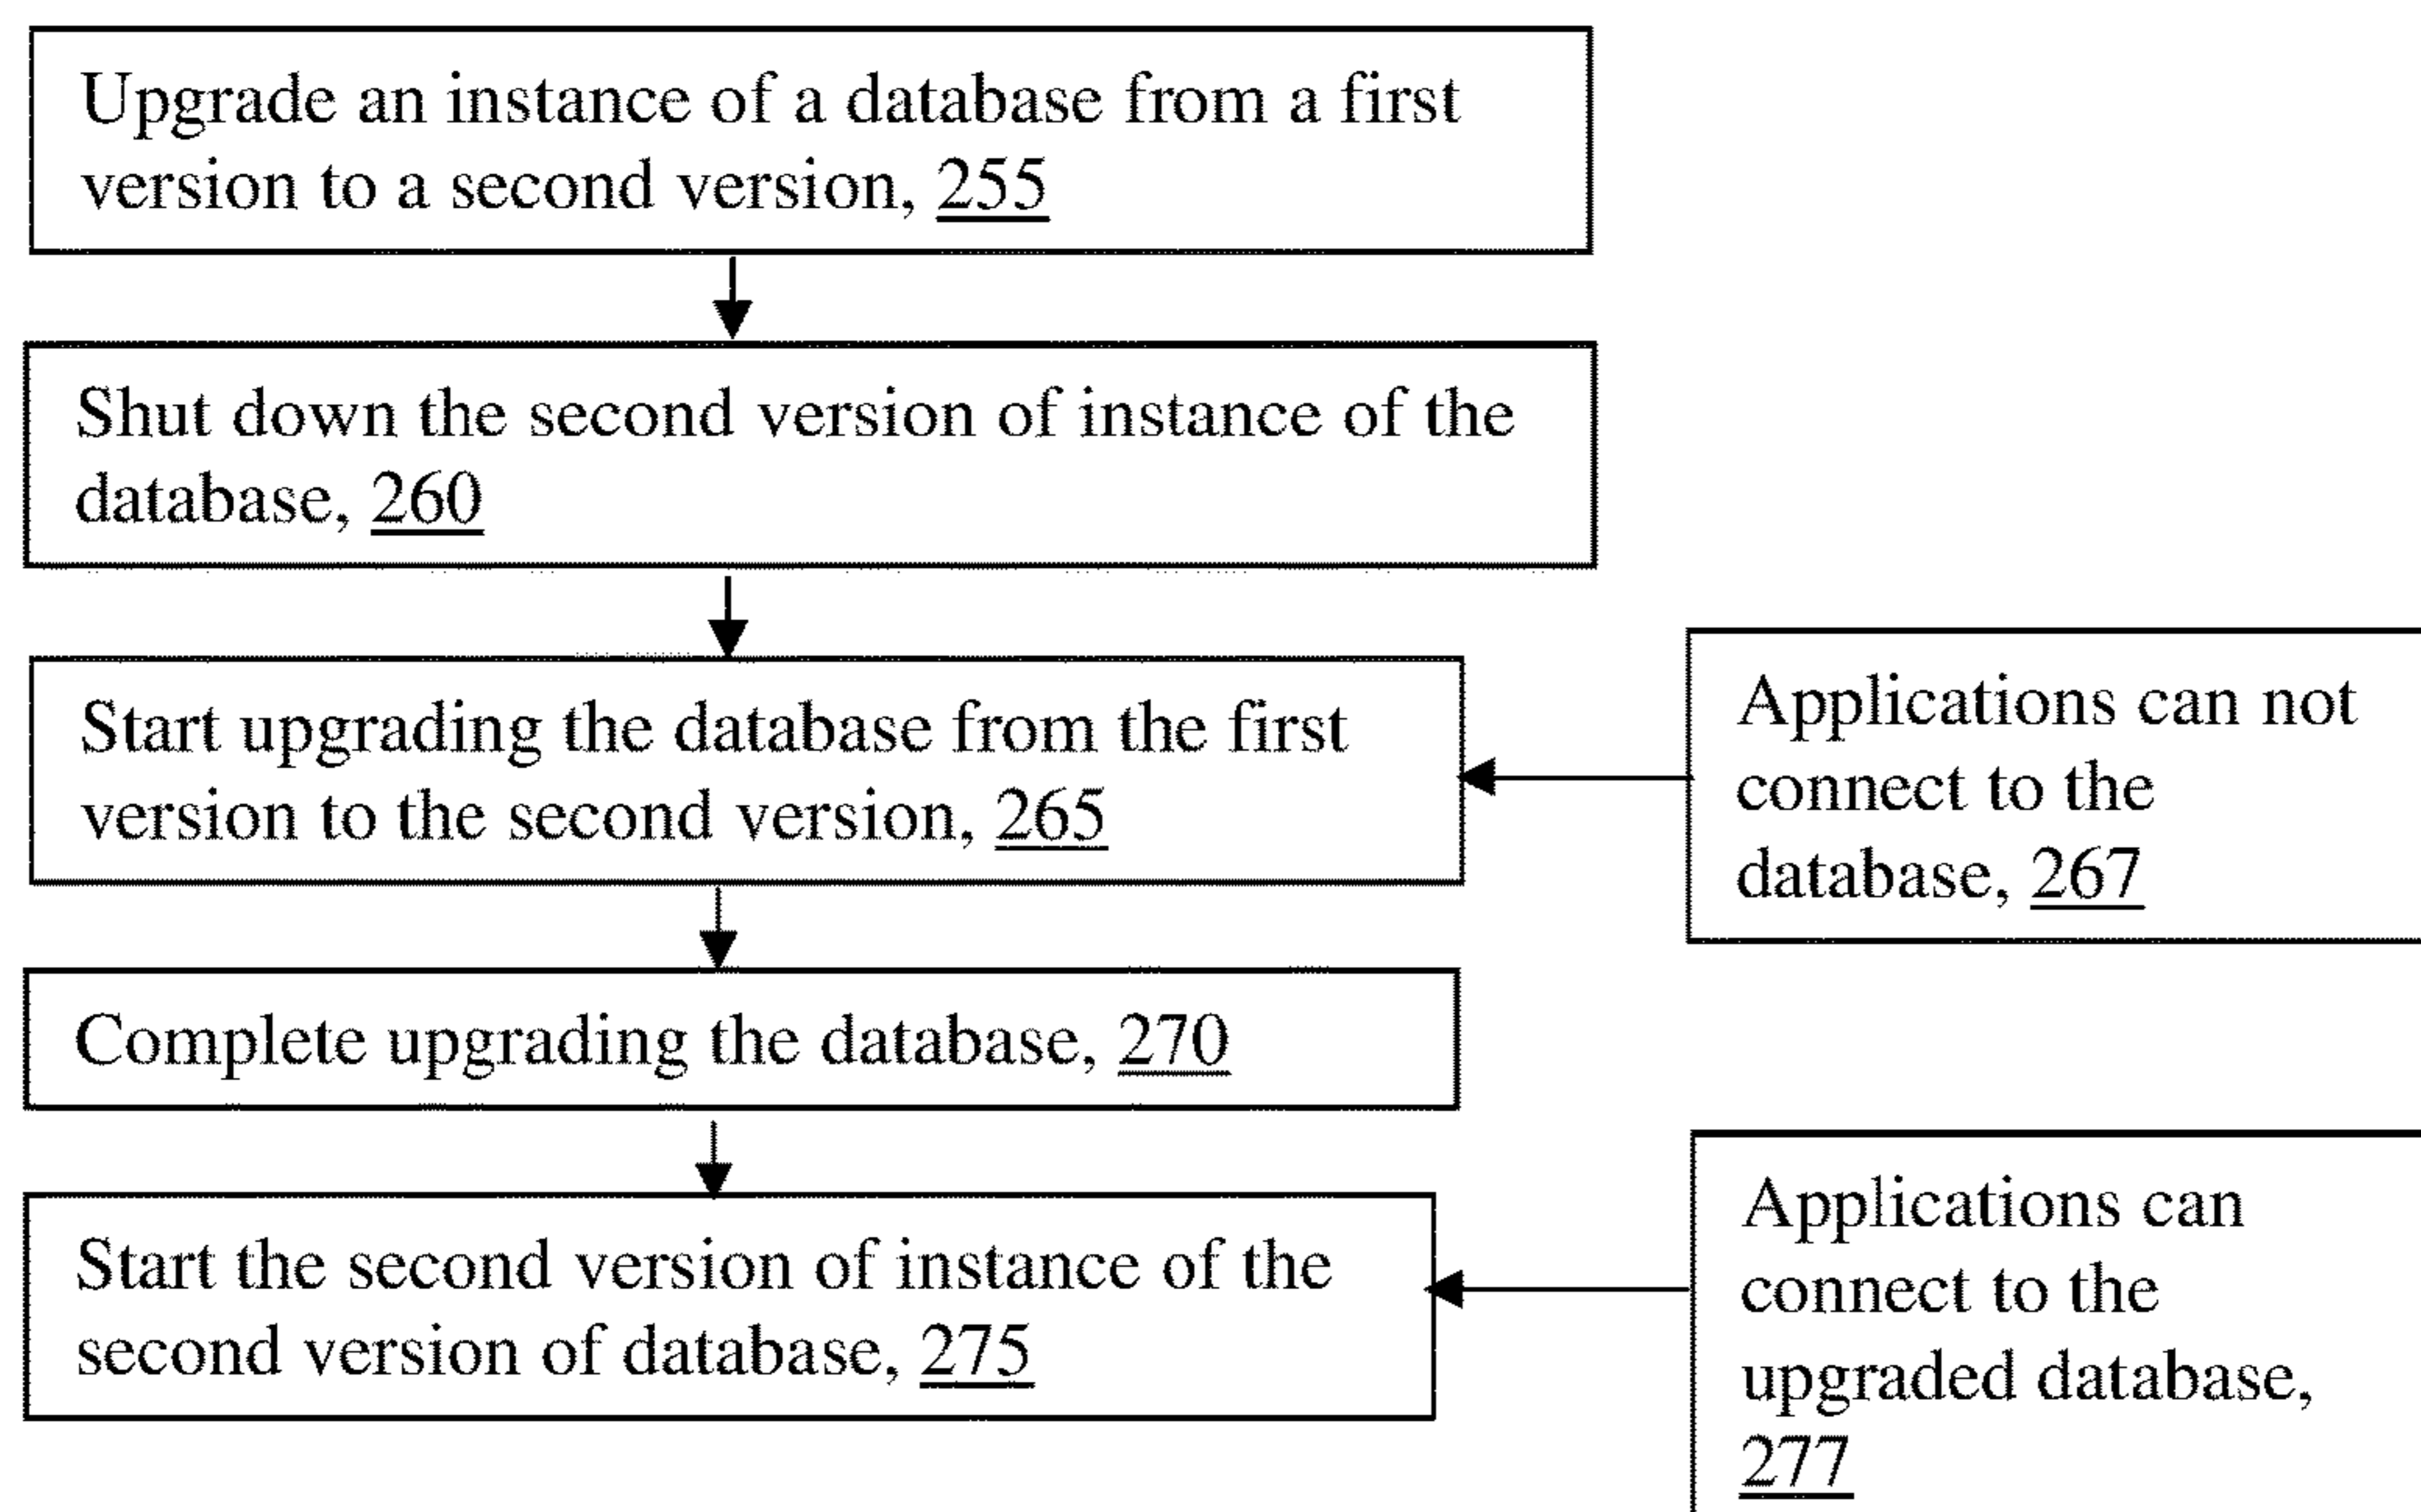 Upgrade an instance of a database from a first
version to a second version, 255
Shut down the second version of instance of the
database, 260
Start upgrading the database from the first
version to the second version, 265
Applications can not
connect to the
database, 267
Complete upgrading the database, 270
Start the second version of instance of the
second version of database, 275
Applications can
connect to the
upgraded database,
277